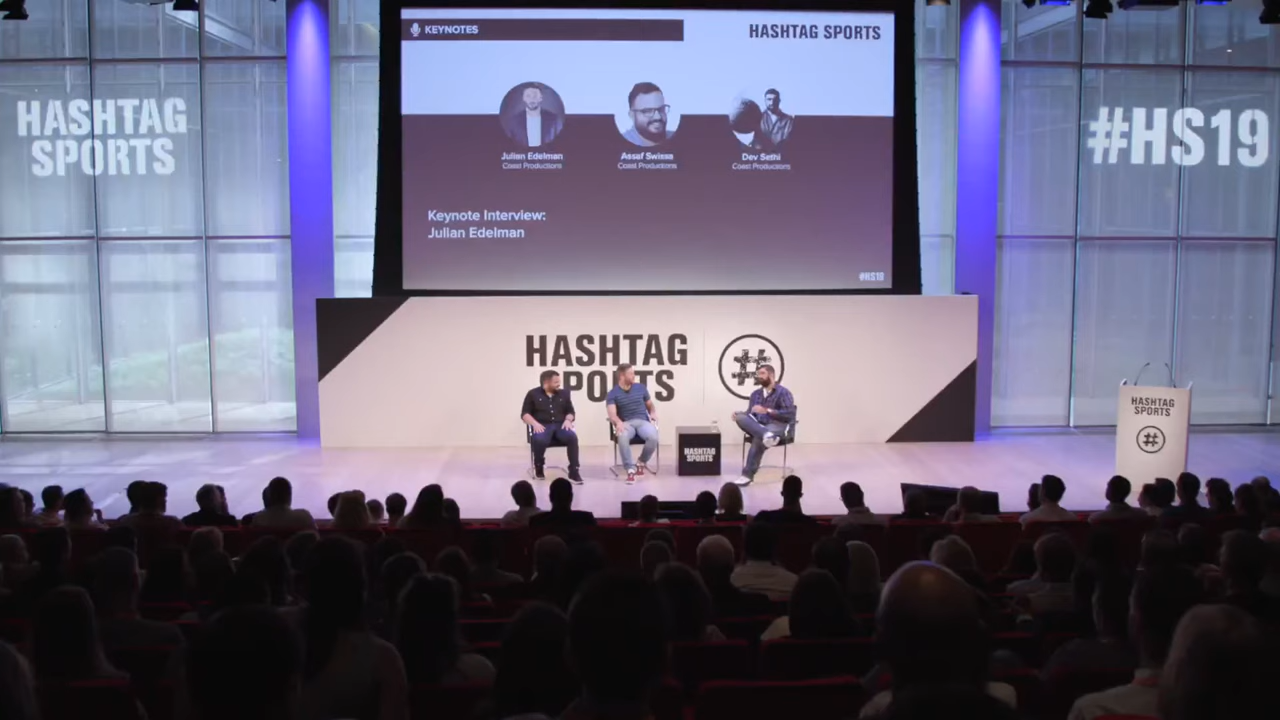 KEYNOTES
HASHTAG SPORTS
Julian Edelman
Coast Productions
Assaf Swissa
Coast Productions
Dev Sethi
Coast Productions
Keynote Interview:
Julian Edelman
#HS19
HASHTAG
SPORTS
#HS19
HASHTAG
SPORTS
#
HASHTAG
SPORTS
HASHTAG
SPORTS
#